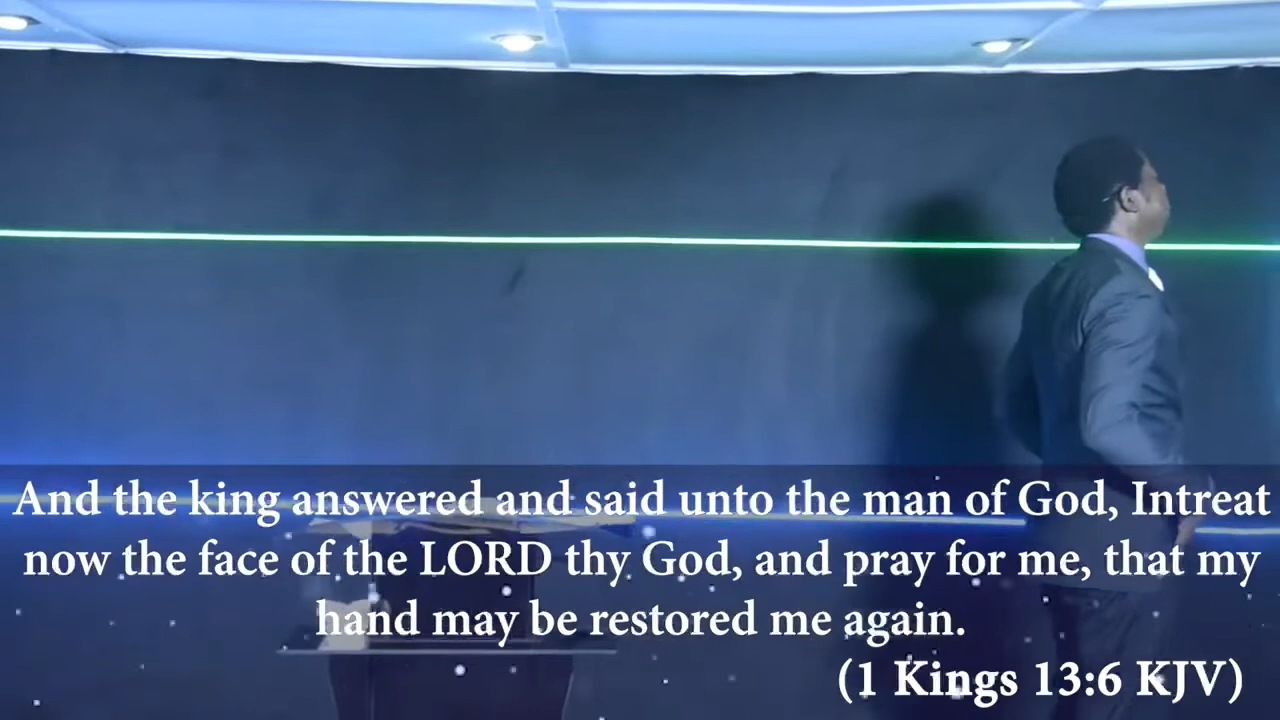 And the king answered and said unto the man of God, Intreat
now the face of the LORD thy God, and pray for me, that my
hand may be restored me again.
(1 Kings 13:6 KJV)